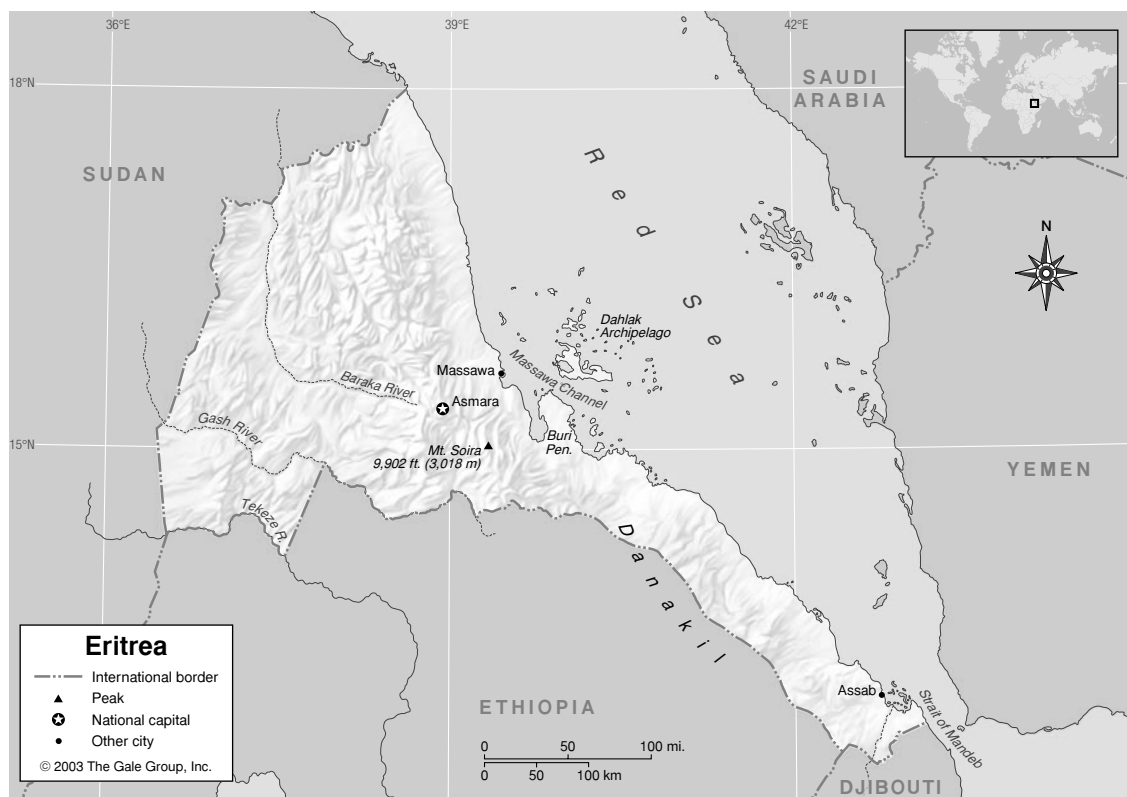 36°E
39°E
42°E
18°N
15°N
SAUDI
ARABIA
SUDAN
Red Sea
N
Dahlak
Archipelago
Massawa
Massawa Channel
Baraka River
Asmara
Gash River
Mt. Soira
9,902 ft. (3,018 m)
Buri
Pen.
YEMEN
Tekeze R.
Danakil
ETHIOPIA
Assab
Strait of Mandeb
DJIBOUTI
Eritrea
International border
Peak
National capital
Other city
© 2003 The Gale Group, Inc.
0 50 100 mi.
0 50 100 km